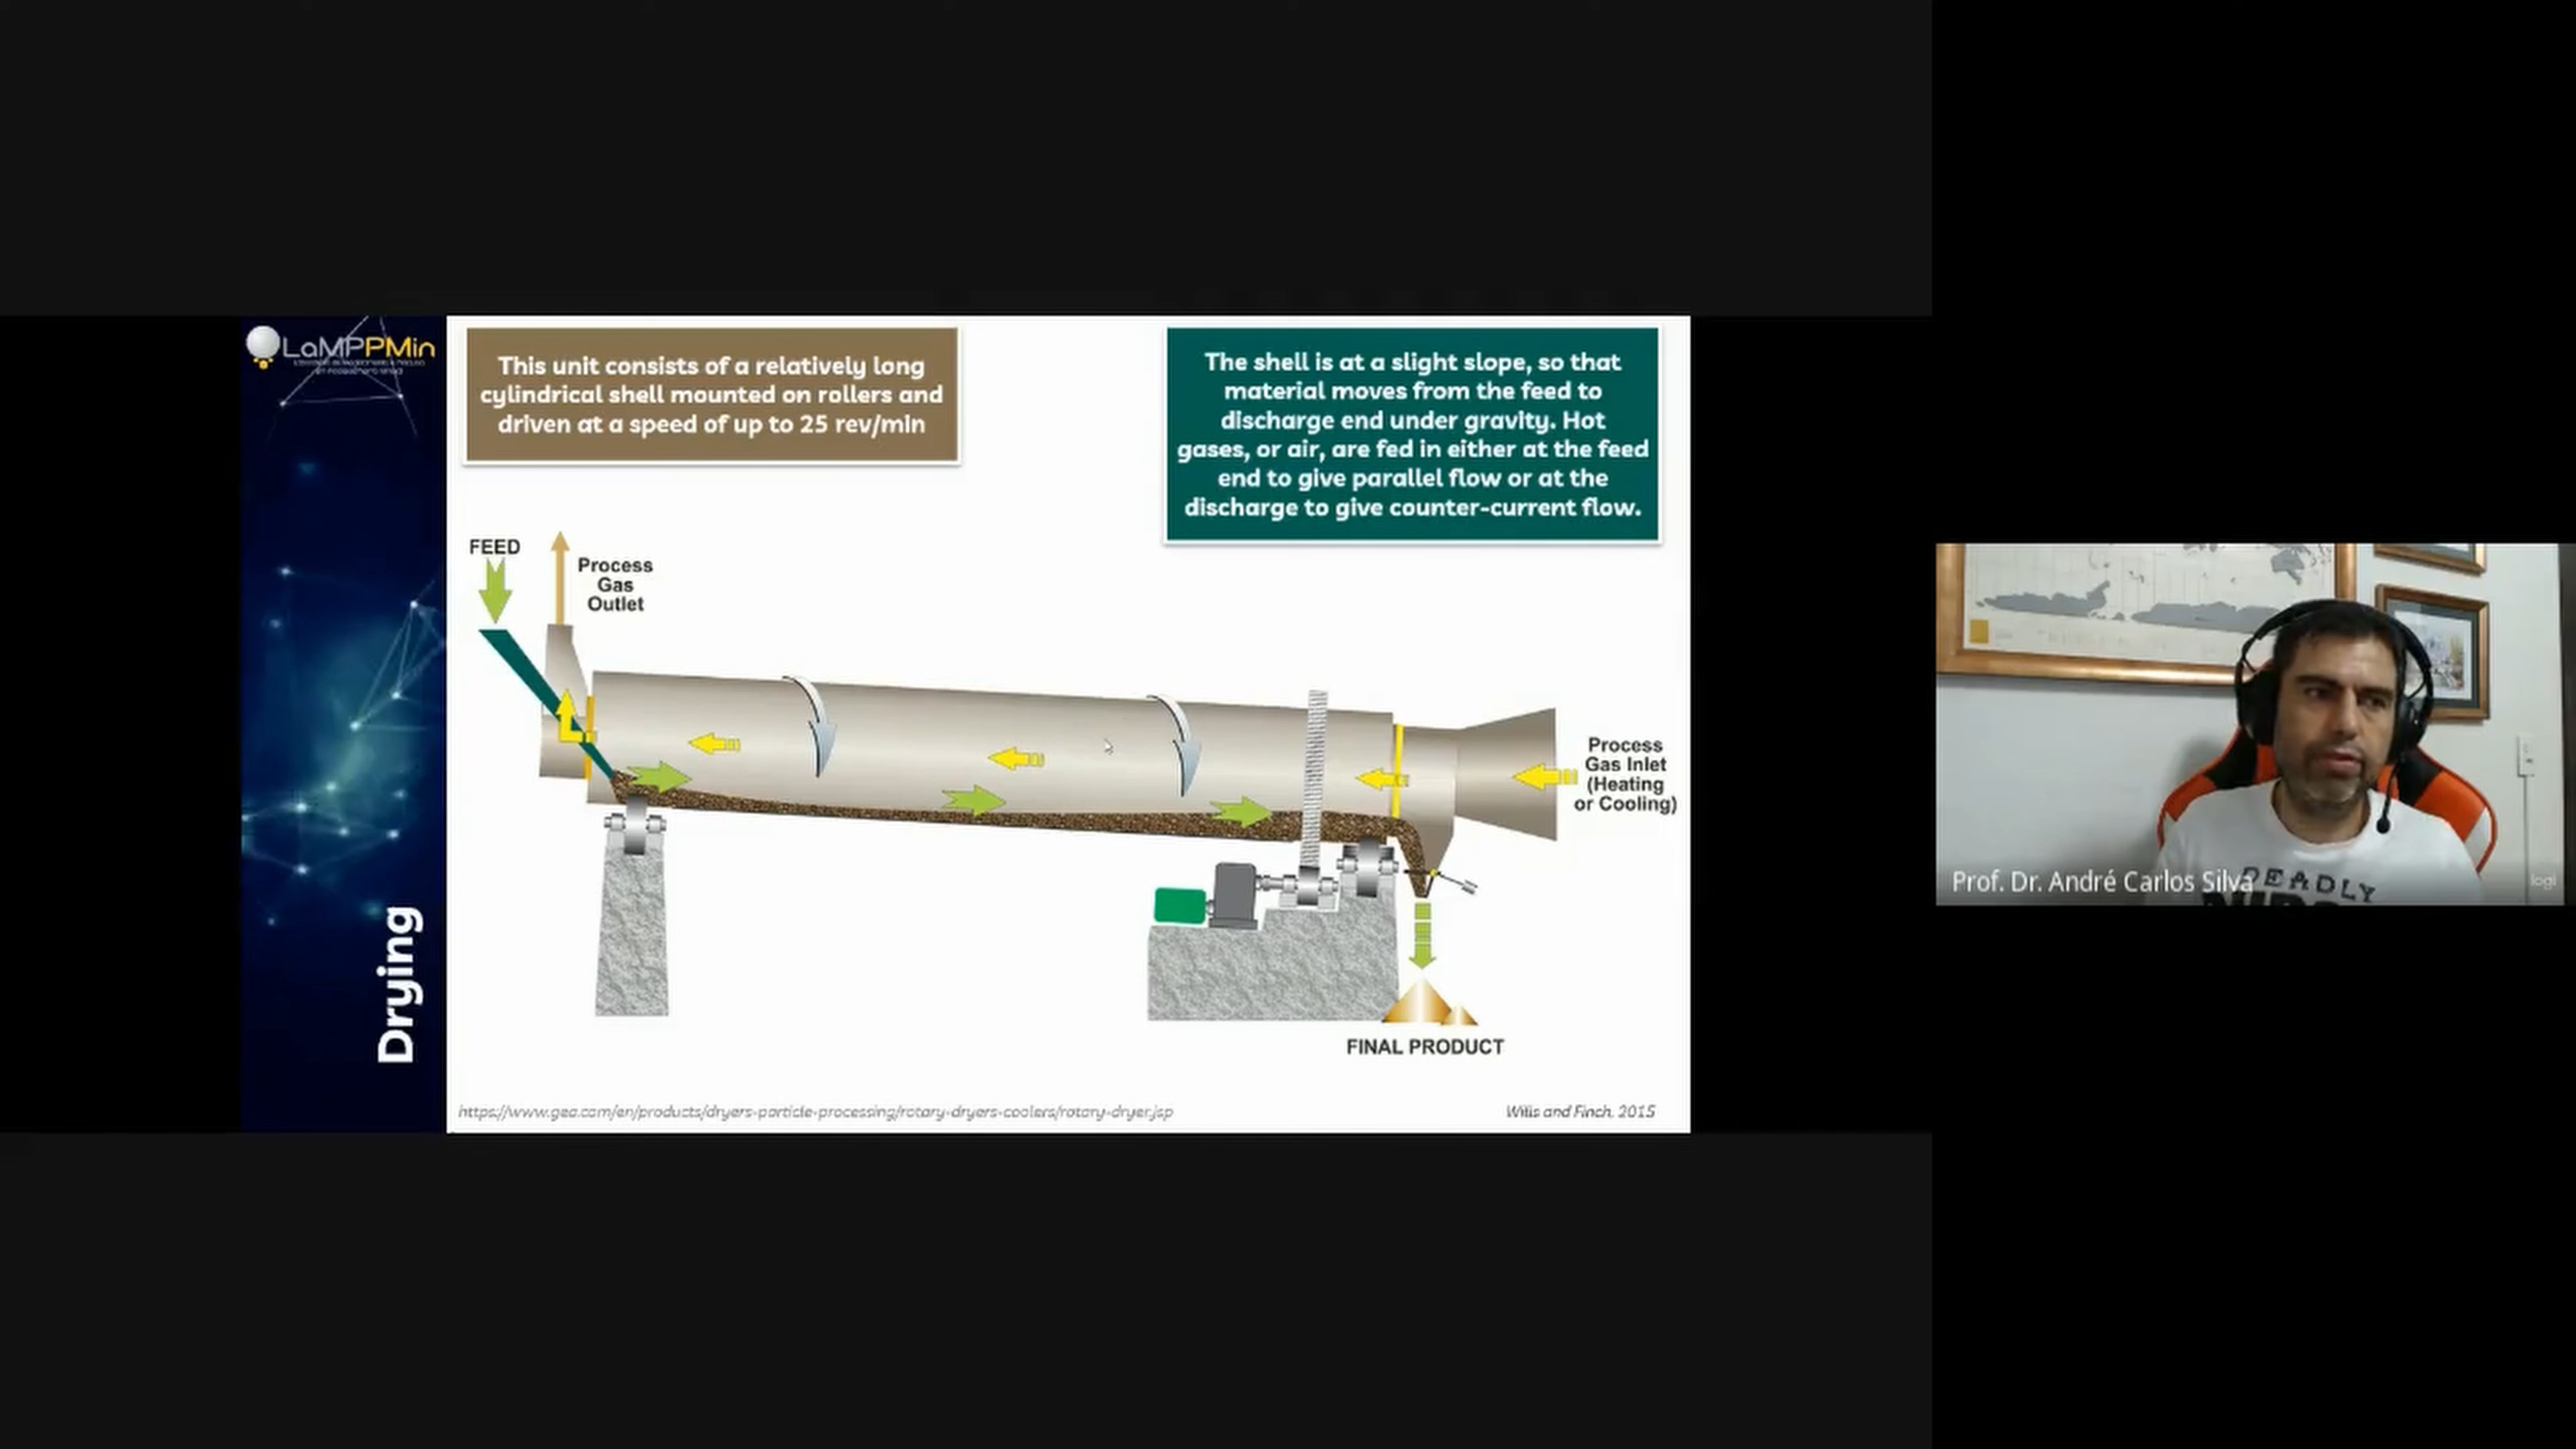 LaMPPMin
This unit consists of a relatively long
cylindrical shell mounted on rollers and
driven at a speed of up to 25 rev/min
The shell is at a slight slope, so that
material moves from the feed to
discharge end under gravity. Hot
gases, or air, are fed in either at the feed
end to give parallel flow or at the
discharge to give counter-current flow.
FEED
Process
Gas
Outlet
Process
Gas Inlet
(Heating
or Cooling)
FINAL PRODUCT
Drying
https://www.gea.com/en/products/dryers-particle-processing/rotary-dryers-coolers/rotary-dryer.jsp
Wills and Finch, 2015
Prof. Dr. André Carlos Silva
DEADLY
logi